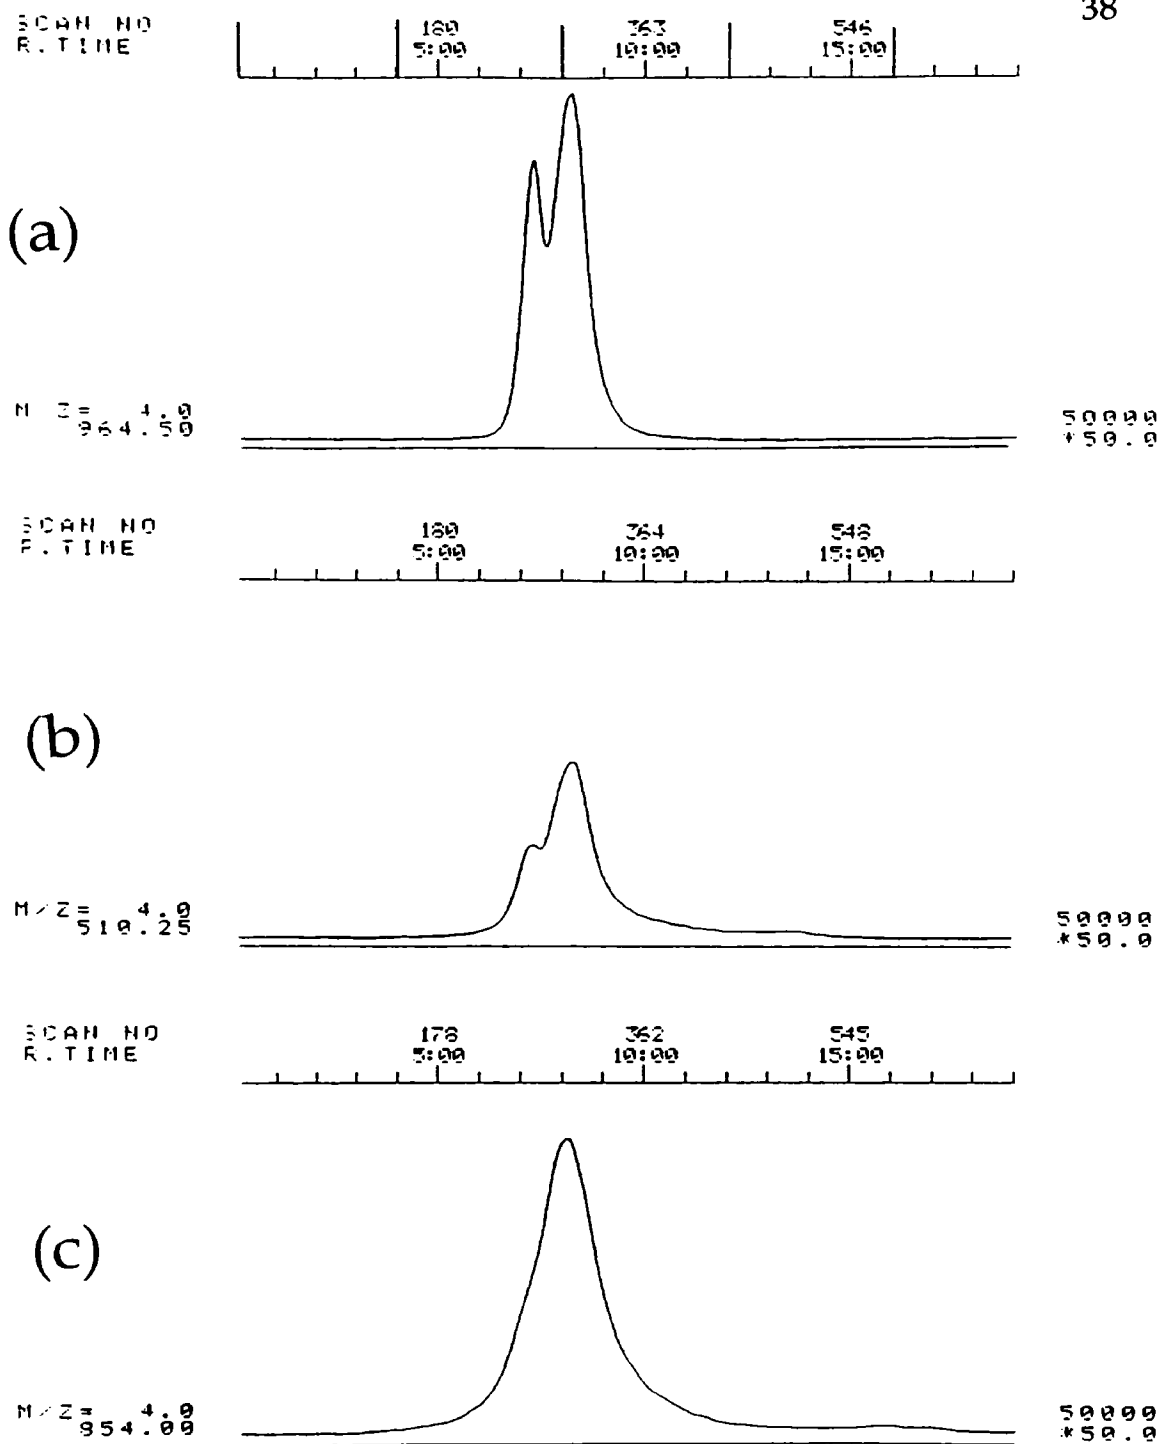 38
SCAN NO 180 363 546
R.TIME 5:00 10:00 15:00
(a)
M Z= 4.0 50000
964.50 *50.0
SCAN NO 180 364 548
R.TIME 5:00 10:00 15:00
(b)
M/Z= 4.0 50000
510.25 *50.0
SCAN NO 178 362 545
R.TIME 5:00 10:00 15:00
(c)
M/Z= 4.0 50000
954.00 *50.0